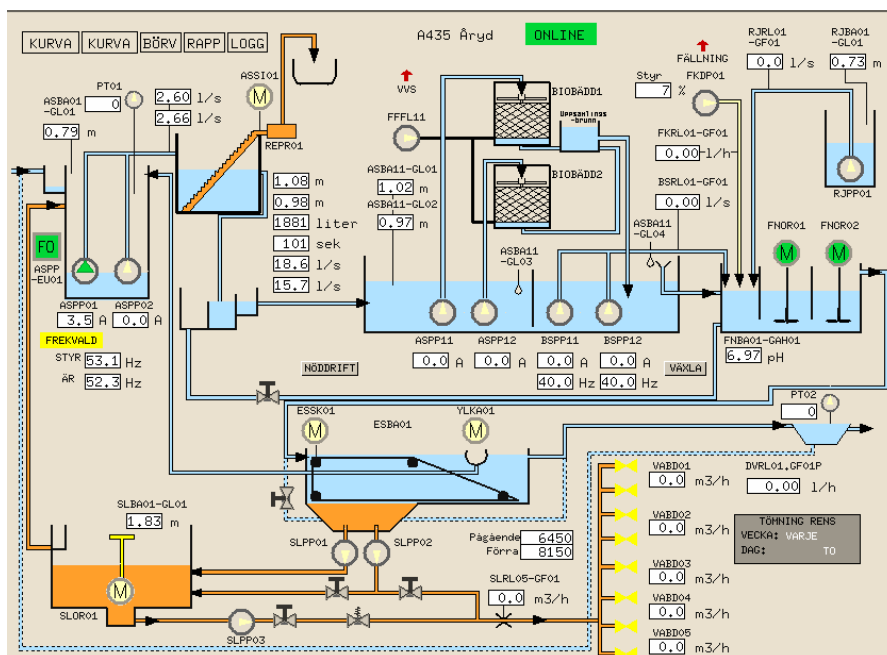 KURVA KURVA BÖRV RAPP LOGG
A435 Åryd
ONLINE
RJRL01
-GF01
0.0 l/s
RJBA01
-GL01
0.73 m
FÄLLNING
FKDP01
Styr
7 %
VVS
FFFL11
ASSI01
M
REPR01
PT01
0
2.60 l/s
2.66 l/s
ASBA01
-GL01
0.79 m
BIOBÄDD1
Uppsamlings
-brunn
BIOBÄDD2
FKRL01-GF01
0.00 l/h
BSRL01-GF01
0.00 l/s
RJPP01
ASBA11-GL01
1.02 m
ASBA11-GL02
0.97 m
1.08 m
0.98 m
1881 liter
101 sek
18.6 l/s
15.7 l/s
ASBA11
-GL03
ASBA11
-GL04
FNOR01
M
FNOR02
M
FO
ASPP
-EU01
ASPP01
3.5 A
ASPP02
0.0 A
FREKVALD
STYR 53.1 Hz
ÄR 52.3 Hz
NÖDDRIFT
ASPP11
0.0 A
ASPP12
0.0 A
BSPP11
0.0 A
40.0 Hz
BSPP12
0.0 A
40.0 Hz
VÄXLA
FNBA01-GAH01
6.97 pH
PT02
0
ESSK01
M
ESBA01
YLKA01
M
SLBA01-GL01
1.83 m
M
SLOR01
SLPP01
SLPP02
SLPP03
Pågående 6450
Förra 8150
SLRL05-GF01
0.0 m3/h
VABD01
0.0 m3/h
VABD02
0.0 m3/h
VABD03
0.0 m3/h
VABD04
0.0 m3/h
VABD05
0.0 m3/h
DVRL01.GF01P
0.00 l/h
TÖMNING RENS
VECKA: VARJE
DAG: TO